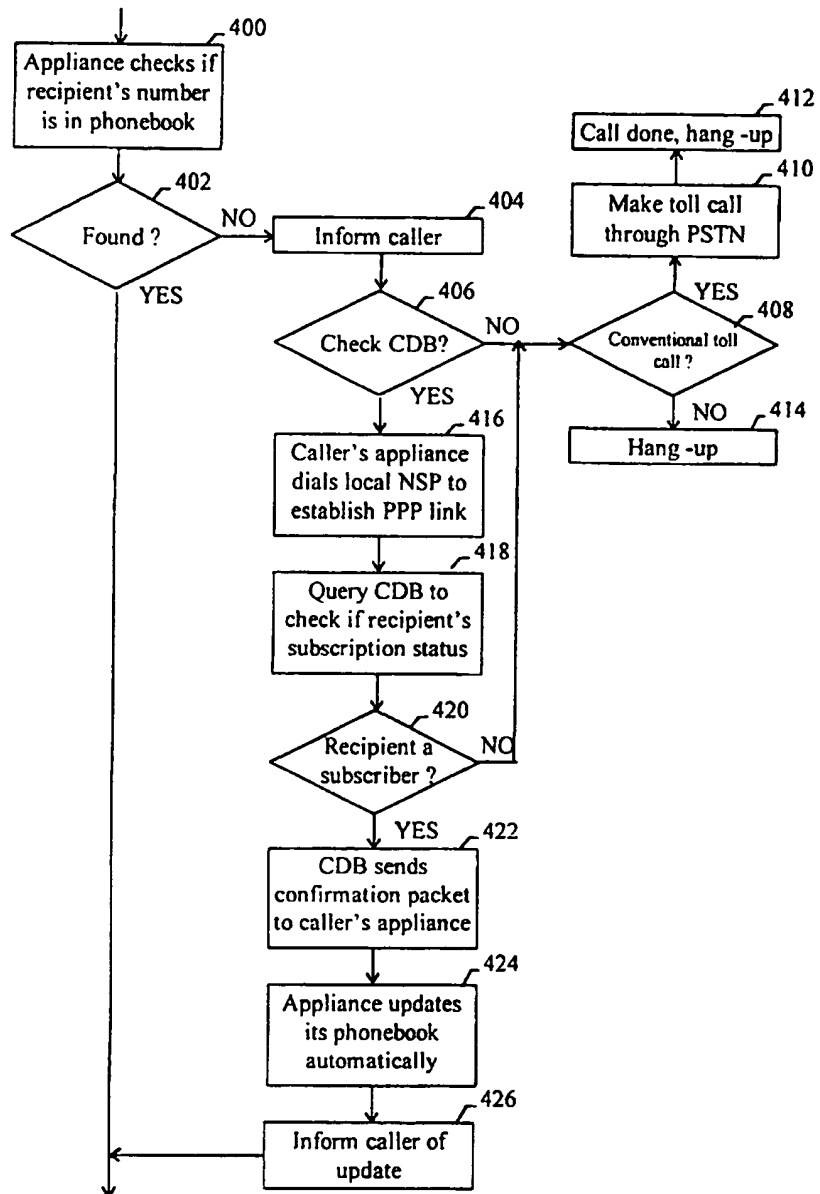 400
Appliance checks if
recipient's number
is in phonebook
402
Found ?
NO
YES
404
Inform caller
406
Check CDB?
NO
YES
412
Call done, hang -up
410
Make toll call
through PSTN
YES
408
Conventional toll
call ?
NO
414
Hang -up
416
Caller's appliance
dials local NSP to
establish PPP link
418
Query CDB to
check if recipient's
subscription status
420
Recipient a
subscriber ?
NO
YES
422
CDB sends
confirmation packet
to caller's appliance
424
Appliance updates
its phonebook
automatically
426
Inform caller of
update